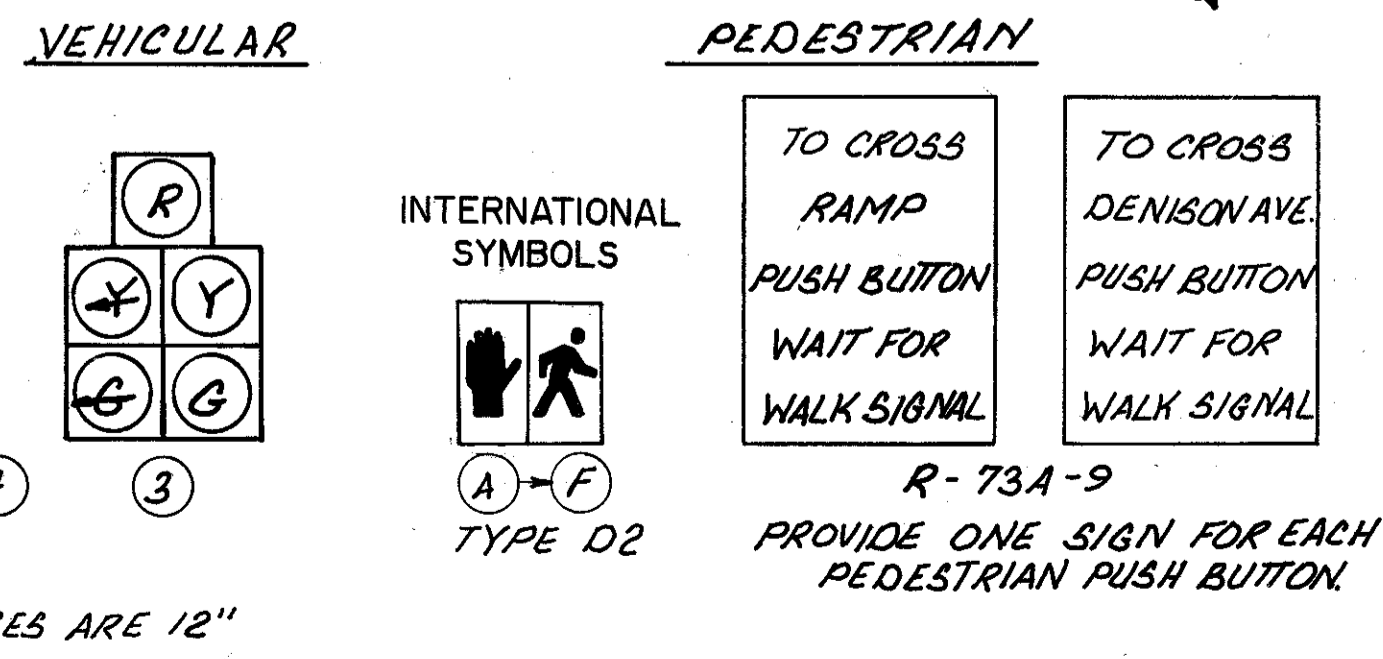 VEHICULAR
R
Y Y
G G
3
PEDESTRIAN
INTERNATIONAL
SYMBOLS
A F
TYPE D2
TO CROSS
RAMP
PUSH BUTTON
WAIT FOR
WALK SIGNAL
TO CROSS
DENISON AVE.
PUSH BUTTON
WAIT FOR
WALK SIGNAL
R-73A-9
PROVIDE ONE SIGN FOR EACH
PEDESTRIAN PUSH BUTTON.
ARE 12"